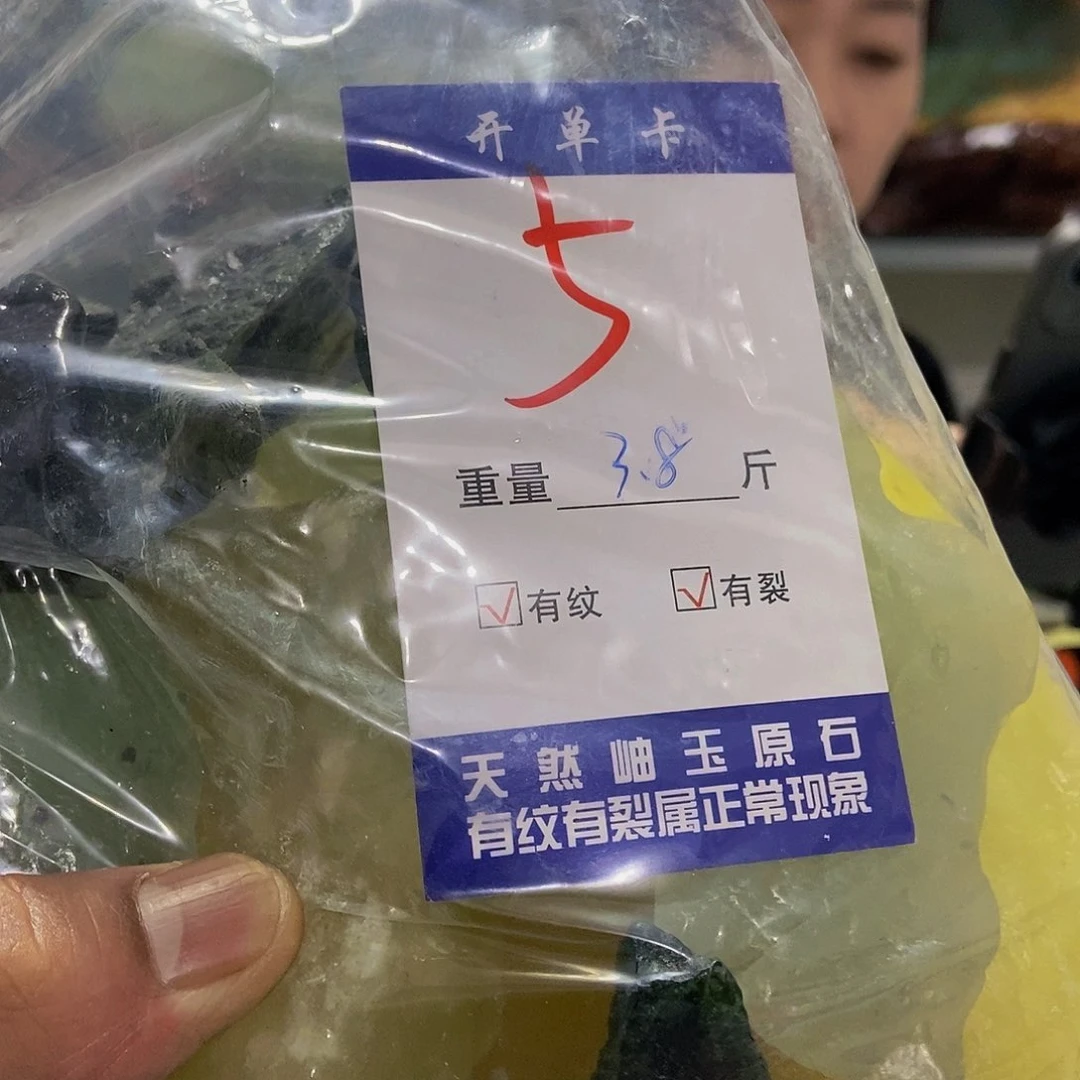 开单卡
5
重量 3.8 斤
☑有纹 ☑有裂
天然岫玉原石
有纹有裂属正常现象